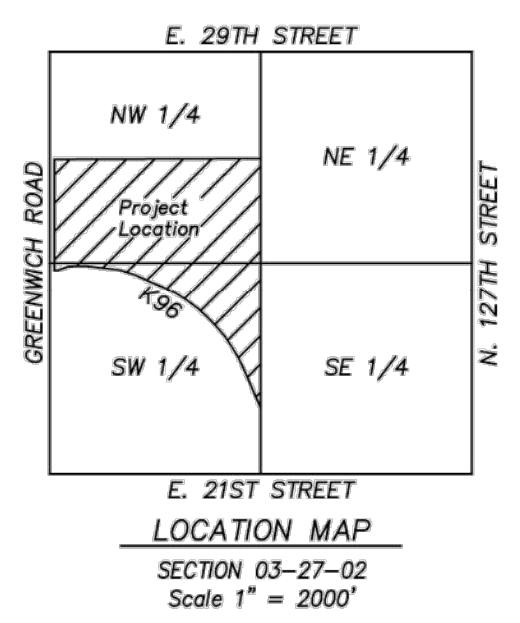 E. 29TH STREET
NW 1/4
NE 1/4
GREENWICH ROAD
Project
Location
N. 127TH STREET
K96
SW 1/4
SE 1/4
E. 21ST STREET
LOCATION MAP
SECTION 03-27-02
Scale 1" = 2000'